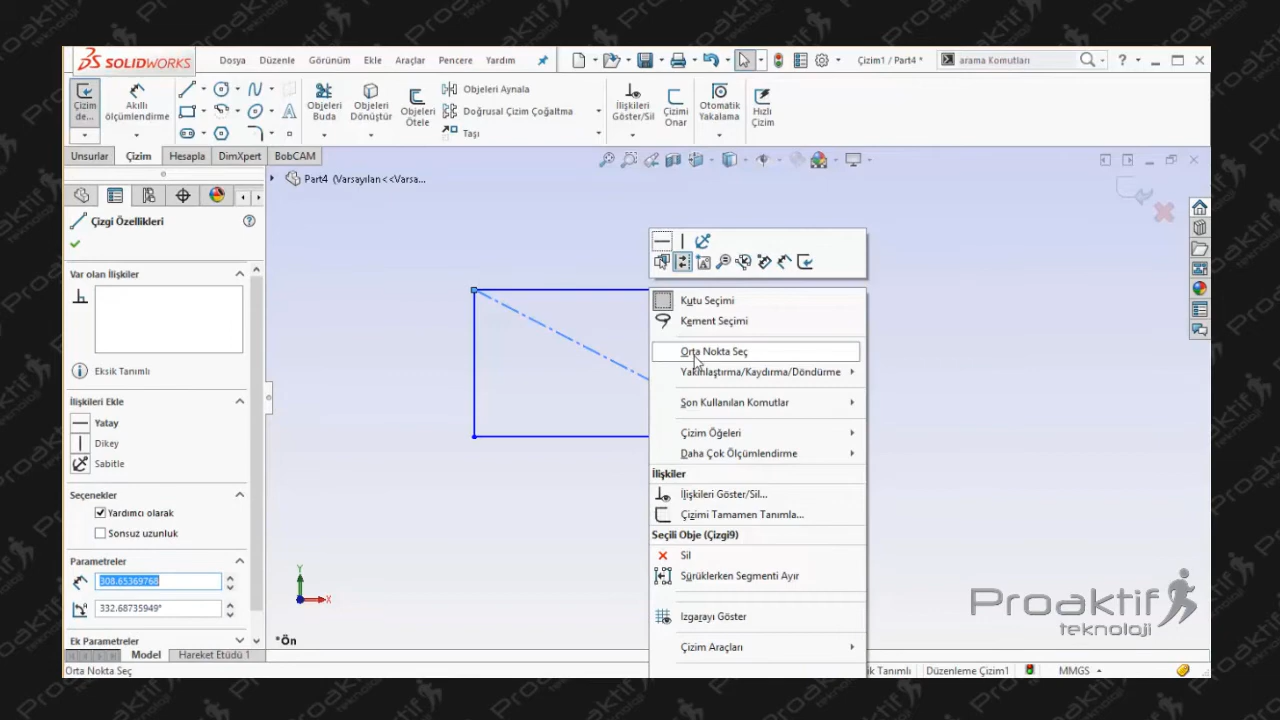 Proaktif teknoloji
SOLIDWORKS
Dosya Düzenle Görünüm Ekle Araçlar Pencere Yardım
Çizim1 / Part4 *
arama Komutları
?
Çizim de...
Akıllı ölçümlendirme
Objeleri Buda
Objeleri Dönüştür
Objeleri Ötele
Objeleri Aynala
Doğrusal Çizim Çoğaltma
Taşı
İlişkileri Göster/Sil
Çizimi Onar
Otomatik Yakalama
Hızlı Çizim
Unsurlar Çizim Hesapla DimXpert BobCAM
Part4 (Varsayılan<<Varsa...
Çizgi Özellikleri
Var olan İlişkiler
Eksik Tanımlı
İlişkileri Ekle
Yatay
Dikey
Sabitle
Seçenekler
Yardımcı olarak
Sonsuz uzunluk
Parametreler
308.65369768
332.68735949°
Ek Parametreler
Kutu Seçimi
Kement Seçimi
Orta Nokta Seç
Yakınlaştırma/Kaydırma/Döndürme
Son Kullanılan Komutlar
Çizim Öğeleri
Daha Çok Ölçümlendirme
İlişkiler
İlişkileri Göster/Sil...
Çizimi Tamamen Tanımla...
Seçili Obje (Çizgi9)
Sil
Sürüklerken Segmenti Ayır
Izgarayı Göster
Çizim Araçları
Y
X
*Ön
Proaktif
teknoloji
Model Hareket Etüdü 1
Orta Nokta Seç
ik Tanımlı Düzenleme Çizim1 MMGS